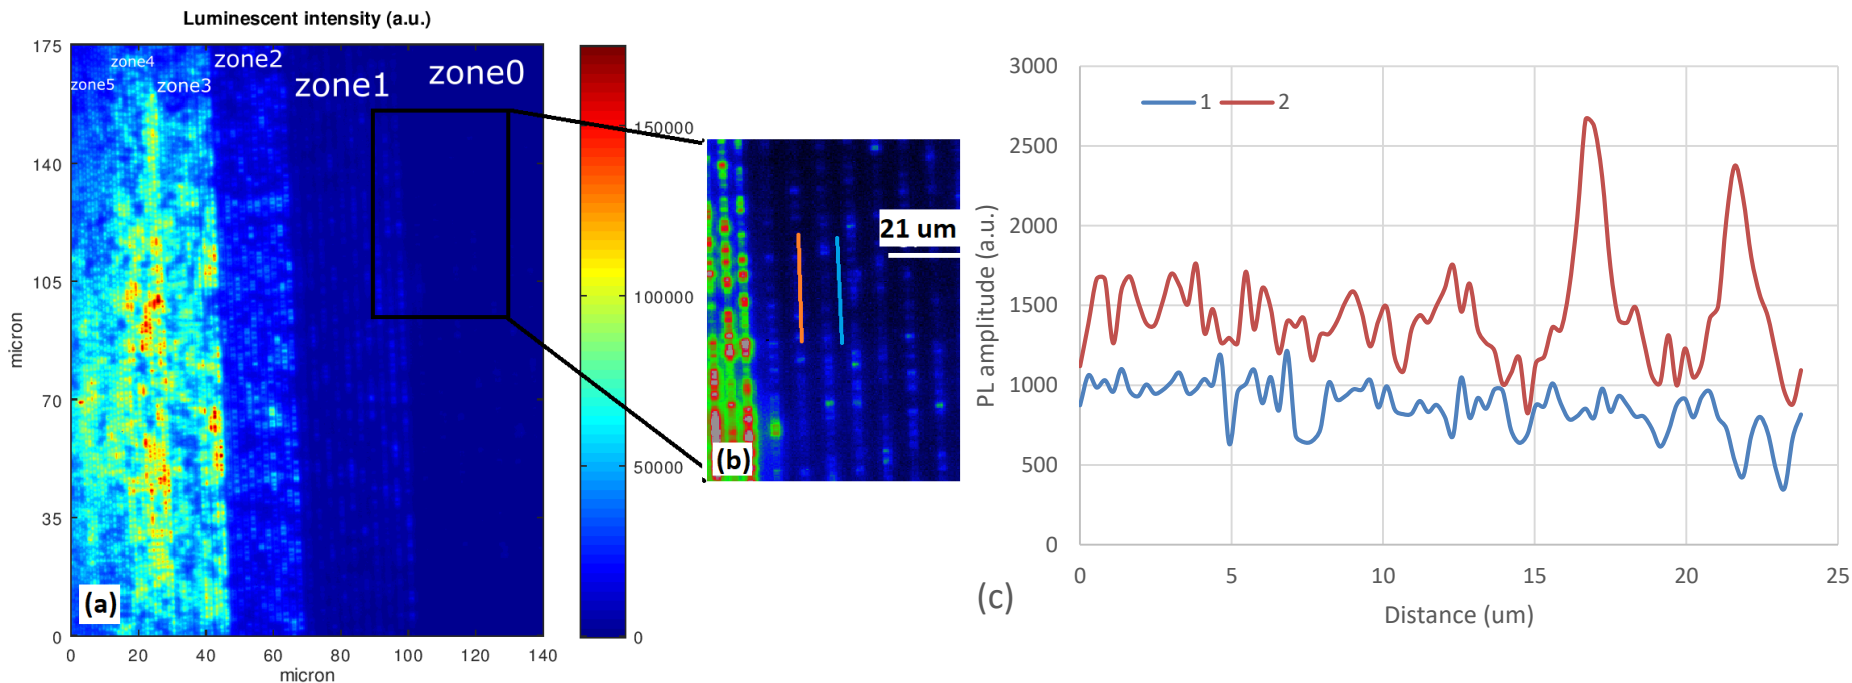 Luminescent intensity (a.u.)
175
140
105
70
35
0
micron
zone5
zone4
zone3
zone2
zone1
zone0
(a)
0 20 40 60 80 100 120 140
micron
150000
100000
50000
0
21 um
(b)
3000
2500
2000
1500
1000
500
0
PL amplitude (a.u.)
1 2
0 5 10 15 20 25
Distance (um)
(c)